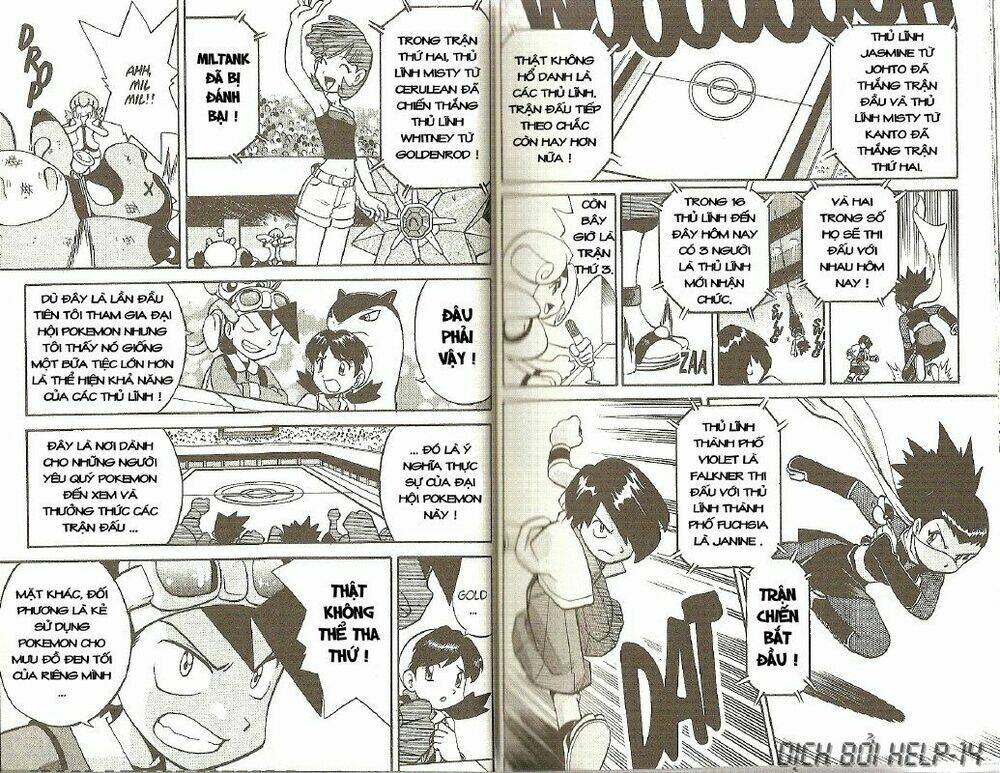 TRONG TRẬN
THỨ HAI, THỦ
LĨNH MISTY TỪ
CERULEAN ĐÃ
CHIẾN THẮNG
THỦ LĨNH
WHITNEY TỪ
GOLDENROD !
MILTANK
ĐÃ BỊ
ĐÁNH
BẠI !
AHH,
MIL
MIL!!
DROP
ĐÂU
PHẢI
VẬY !
DÙ ĐÂY LÀ LẦN ĐẦU
TIÊN TÔI THAM GIA ĐẠI
HỘI POKEMON NHƯNG
TÔI THẤY NÓ GIỐNG
MỘT BỮA TIỆC LỚN HƠN
LÀ THỂ HIỆN KHẢ NĂNG
CỦA CÁC THỦ LĨNH !
... ĐÓ LÀ Ý
NGHĨA THỰC
SỰ CỦA ĐẠI
HỘI POKEMON
NÀY !
ĐÂY LÀ NƠI DÀNH
CHO NHỮNG NGƯỜI
YÊU QUÝ POKEMON
ĐẾN XEM VÀ
THƯỞNG THỨC CÁC
TRẬN ĐẤU ...
GOLD
...
THẬT
KHÔNG
THỂ THA
THỨ !
MẶT KHÁC, ĐỐI
PHƯƠNG LÀ KẺ
SỬ DỤNG
POKEMON CHO
MƯU ĐỒ ĐEN TỐI
CỦA RIÊNG MÌNH
...
WOOOOOOOOH
THỦ LĨNH
JASMINE TỪ
JOHTO ĐÃ
THẮNG TRẬN
ĐẦU VÀ THỦ
LĨNH MISTY TỪ
KANTO ĐÃ
THẮNG TRẬN
THỨ HAI.
THẬT KHÔNG
HỔ DANH LÀ
CÁC THỦ LĨNH.
TRẬN ĐẤU TIẾP
THEO CHẮC
CÒN HAY HƠN
NỮA !
CÒN
BÂY
GIỜ LÀ
TRẬN
THỨ 3.
TRONG 16
THỦ LĨNH ĐẾN
ĐÂY HÔM NAY
CÓ 3 NGƯỜI
LÀ THỦ LĨNH
MỚI NHẬN
CHỨC.
VÀ HAI
TRONG SỐ
HỌ SẼ THI
ĐẤU VỚI
NHAU HÔM
NAY !
ZAA
THỦ LĨNH
THÀNH PHỐ
VIOLET LÀ
FALKNER THI
ĐẤU VỚI THỦ
LĨNH THÀNH
PHỐ FUCHSIA
LÀ JANINE .
TRẬN
CHIẾN
BẮT
ĐẦU !
DAT
DỊCH BỞI HELP-14